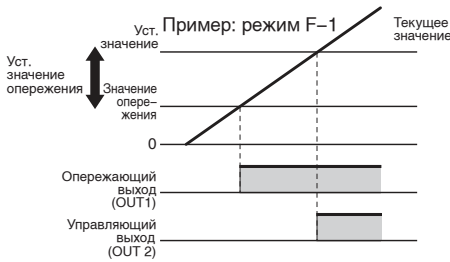 Пример: режим F–1
Уст.
значение
Текущее
значение
Уст.
значение
опережения
Значение
опере–
жения
0
Опережающий
выход
(OUT1)
Управляющий
выход
(OUT 2)